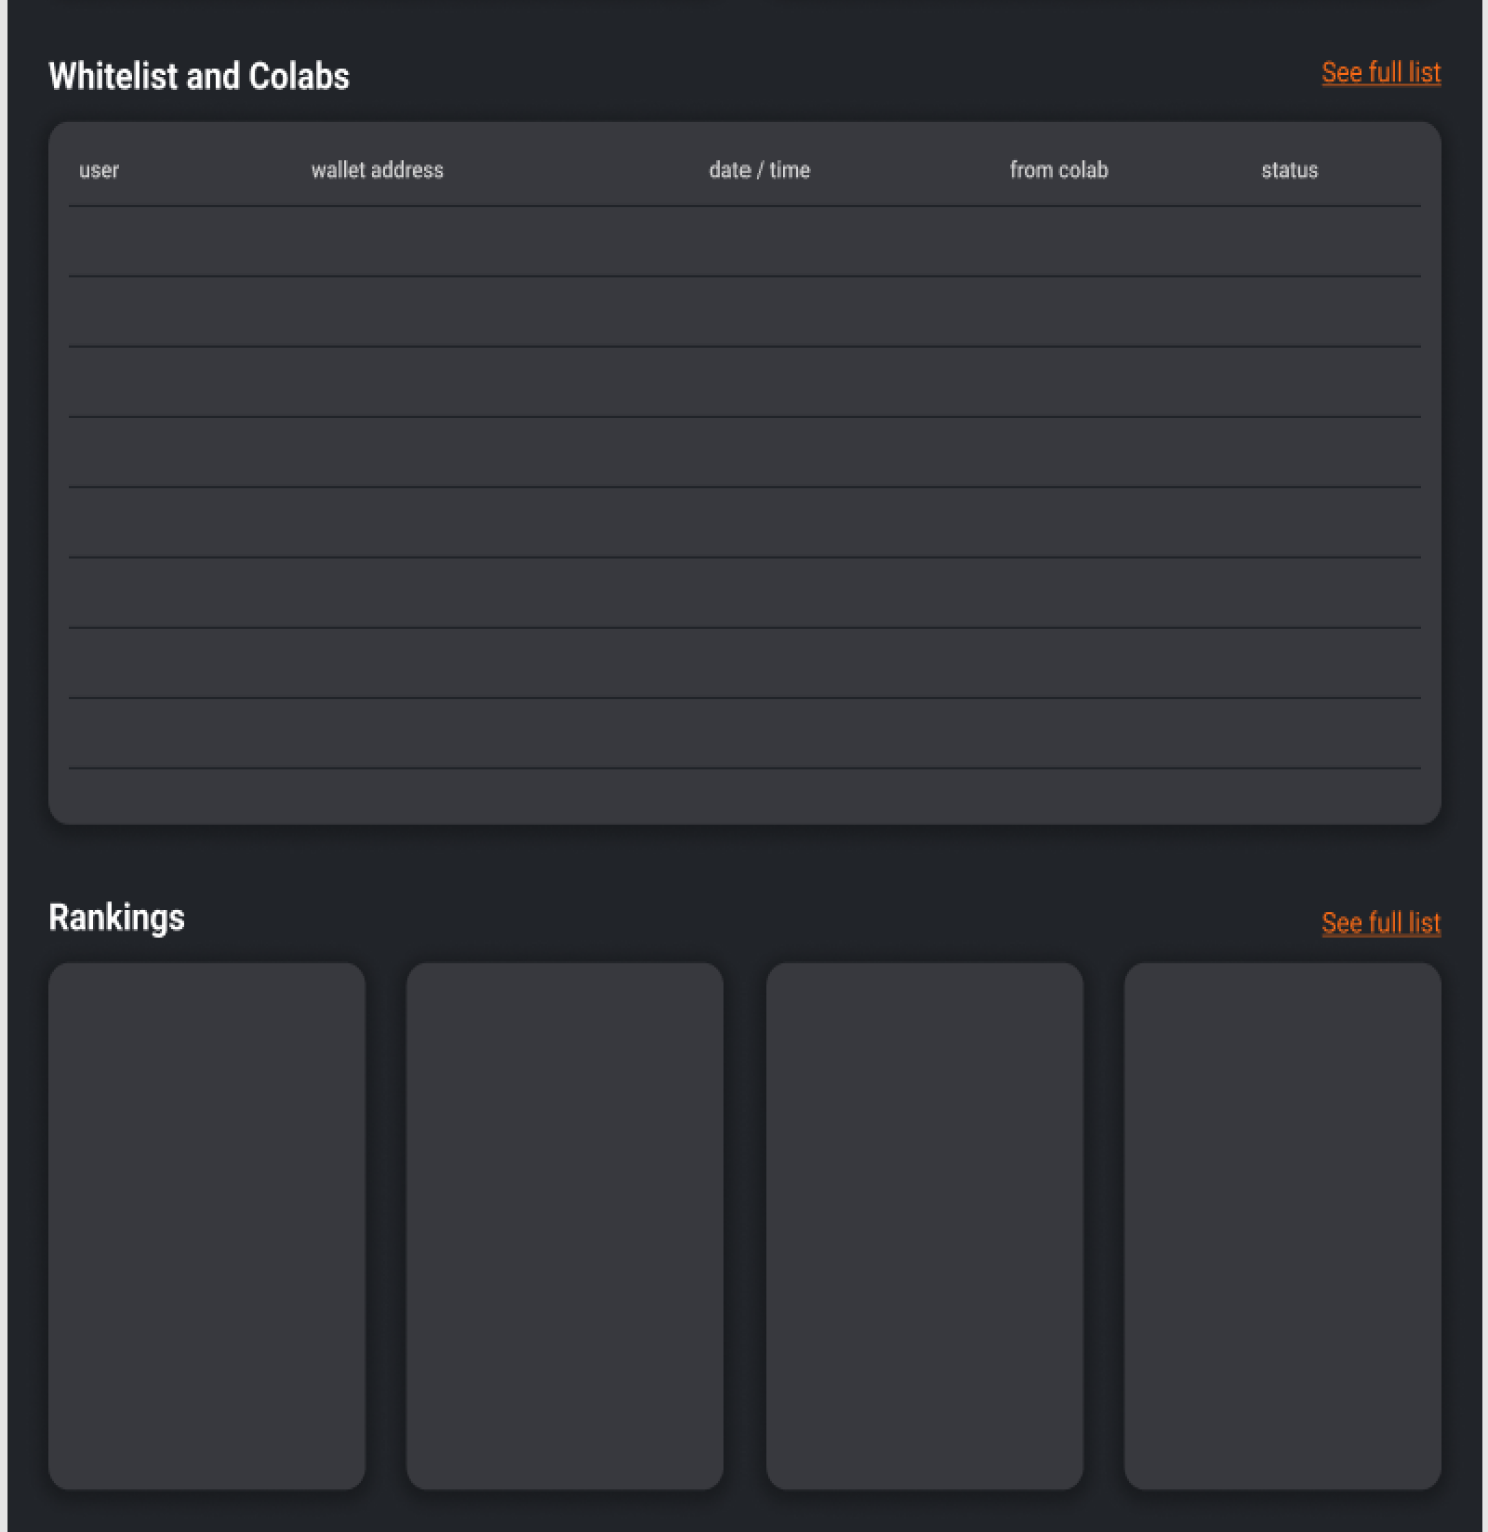 Whitelist and Colabs
See full list
user wallet address date / time from colab status
Rankings
See full list